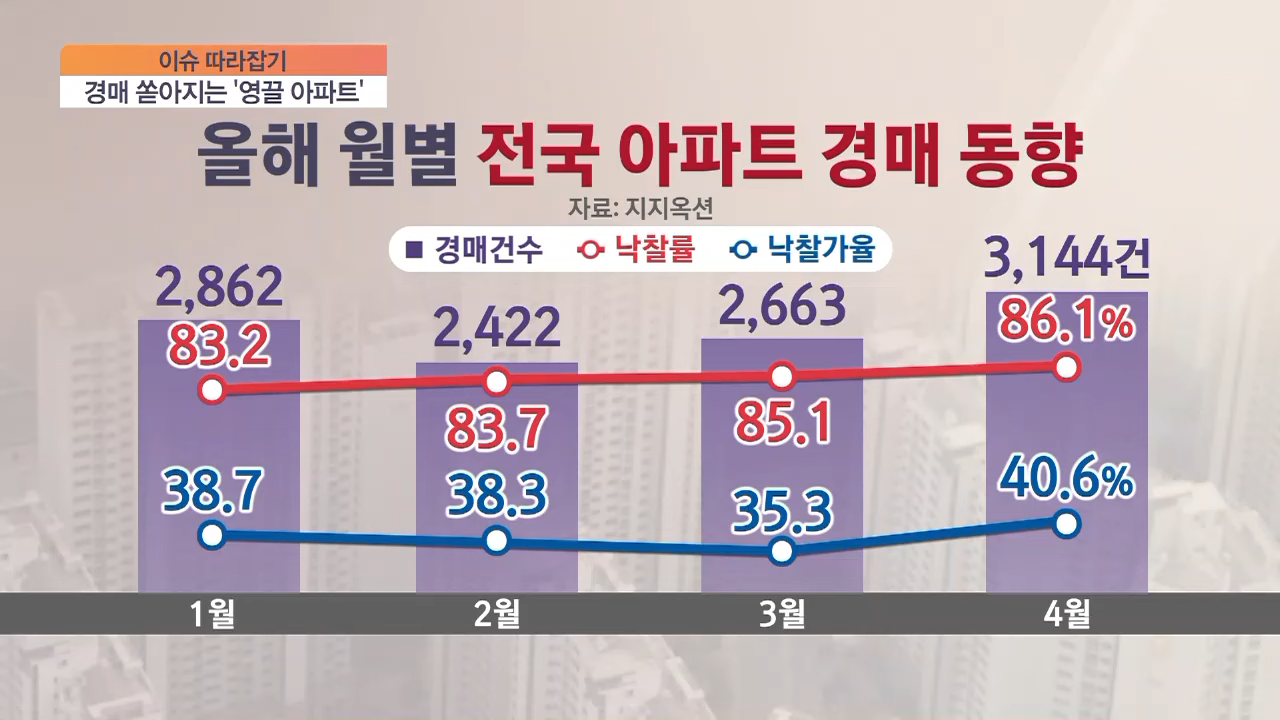 이슈 따라잡기
경매 쏟아지는 '영끌 아파트'
올해 월별 전국 아파트 경매 동향
자료: 지지옥션
■ 경매건수 낙찰률 낙찰가율
2,862
2,422
2,663
3,144건
83.2
83.7
85.1
86.1%
38.7
38.3
35.3
40.6%
1월 2월 3월 4월